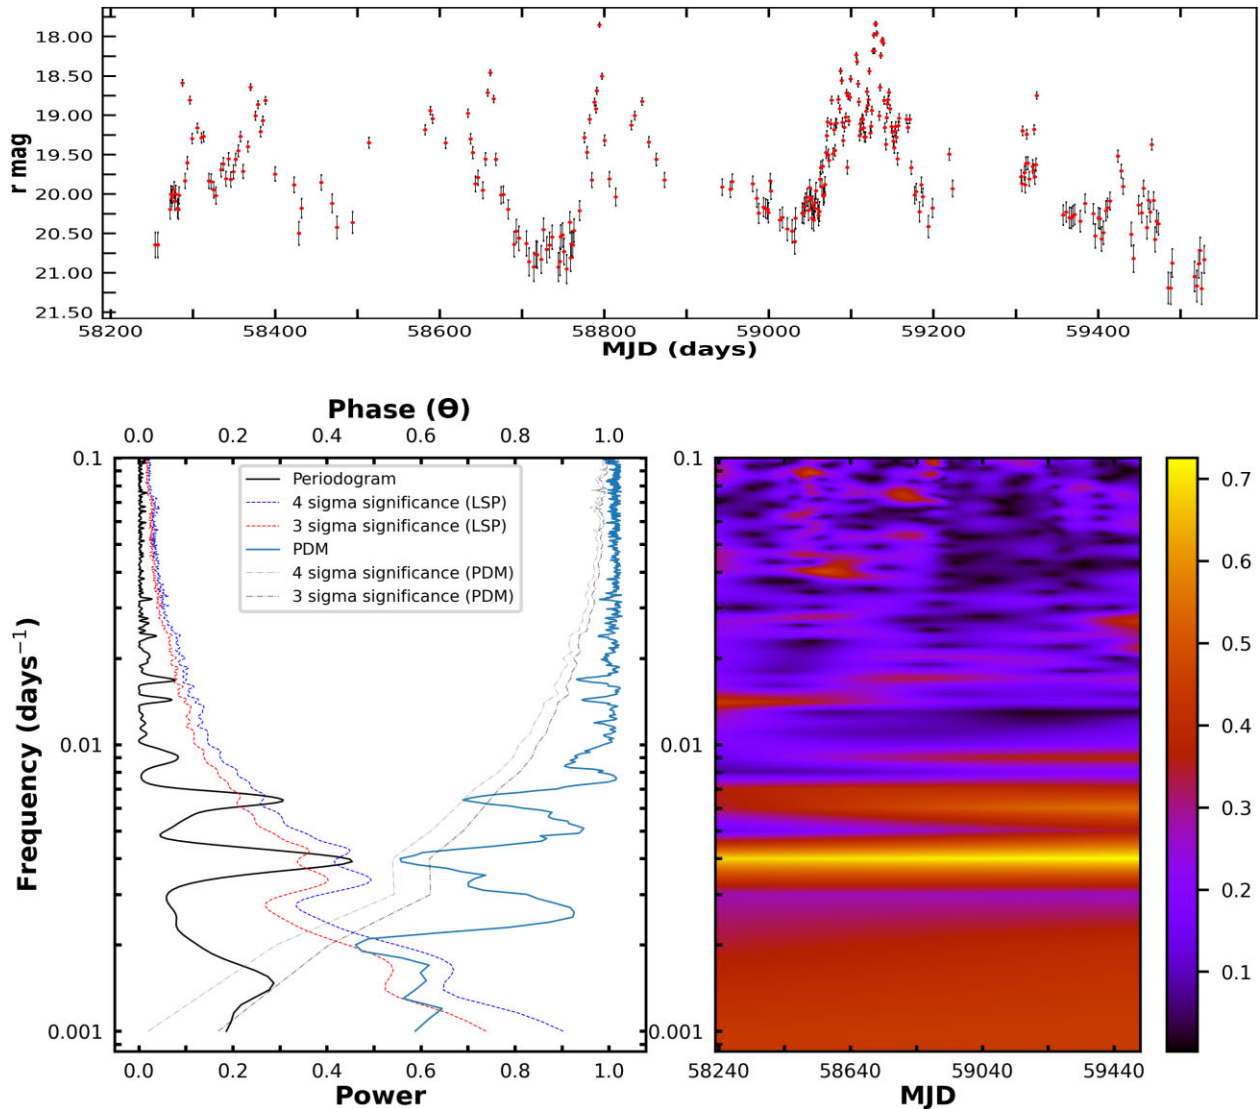 18.00
18.50
19.00
19.50
20.00
20.50
21.00
21.50
r mag
58200 58400 58600 58800 59000 59200 59400
MJD (days)
Phase (Θ)
0.0 0.2 0.4 0.6 0.8 1.0
0.1
0.01
0.001
Frequency (days⁻¹)
Periodogram
4 sigma significance (LSP)
3 sigma significance (LSP)
PDM
4 sigma significance (PDM)
3 sigma significance (PDM)
0.0 0.2 0.4 0.6 0.8 1.0
Power
0.1
0.01
0.001
58240 58640 59040 59440
MJD
0.7
0.6
0.5
0.4
0.3
0.2
0.1